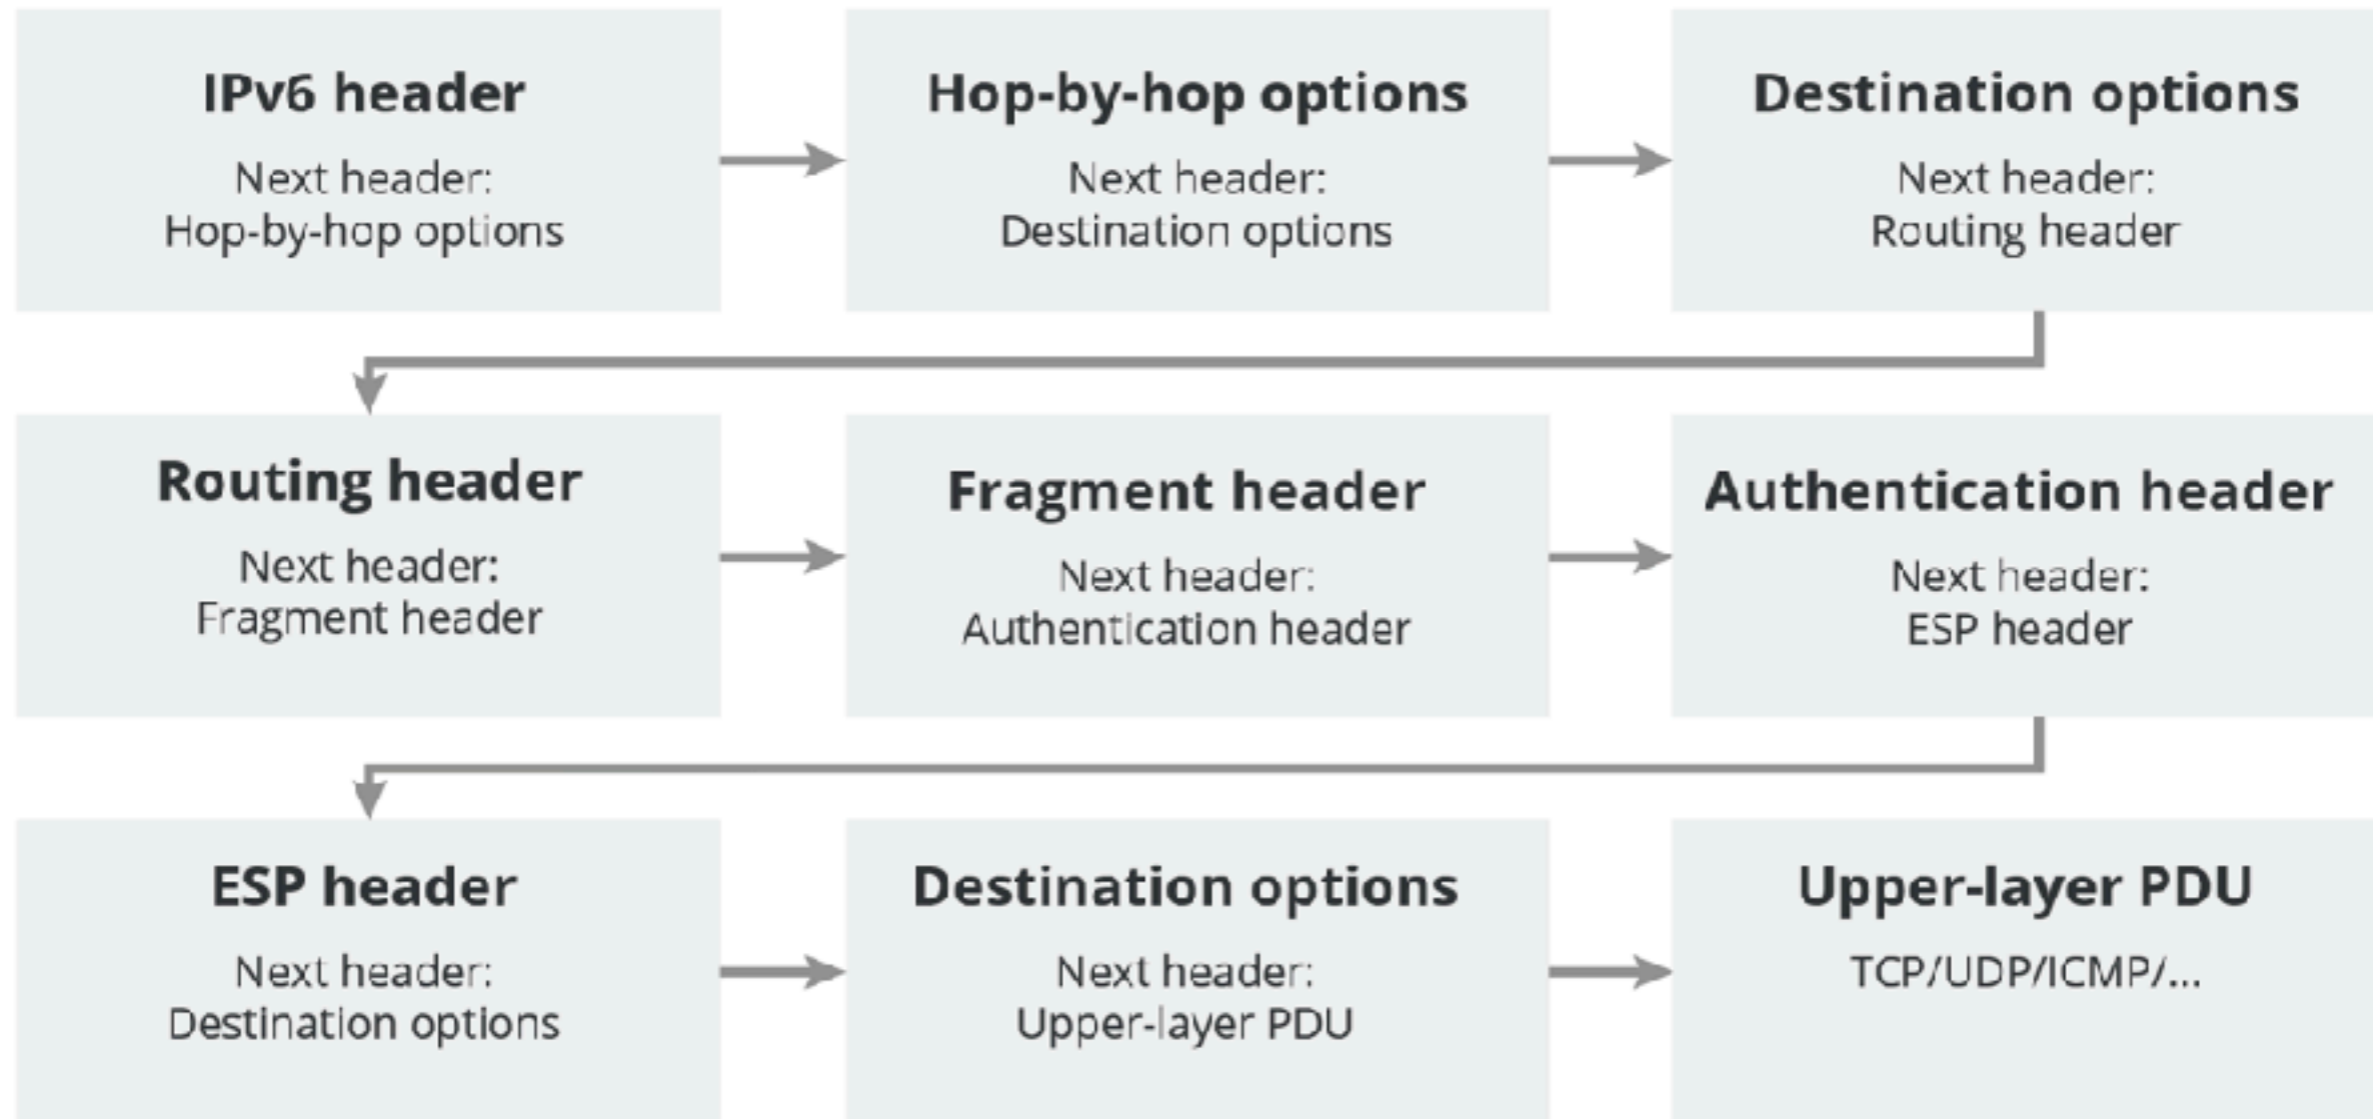 IPv6 header
Next header:
Hop-by-hop options
Hop-by-hop options
Next header:
Destination options
Destination options
Next header:
Routing header
Routing header
Next header:
Fragment header
Fragment header
Next header:
Authentication header
Authentication header
Next header:
ESP header
ESP header
Next header:
Destination options
Destination options
Next header:
Upper-layer PDU
Upper-layer PDU
TCP/UDP/ICMP/...